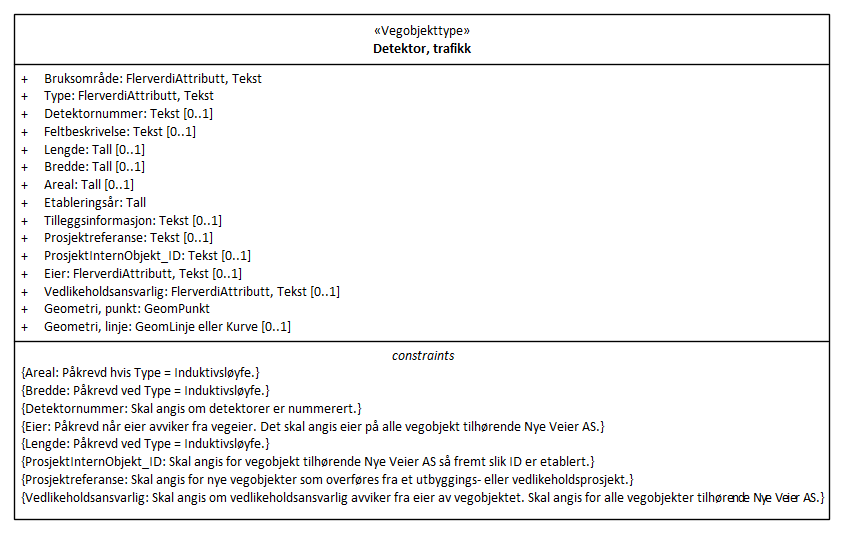 «Vegobjekttype»
Detektor, trafikk
+ Bruksområde: FlerverdiAttributt, Tekst
+ Type: FlerverdiAttributt, Tekst
+ Detektornummer: Tekst [0..1]
+ Feltbeskrivelse: Tekst [0..1]
+ Lengde: Tall [0..1]
+ Bredde: Tall [0..1]
+ Areal: Tall [0..1]
+ Etableringsår: Tall
+ Tilleggsinformasjon: Tekst [0..1]
+ Prosjektreferanse: Tekst [0..1]
+ ProsjektInternObjekt_ID: Tekst [0..1]
+ Eier: FlerverdiAttributt, Tekst [0..1]
+ Vedlikeholdsansvarlig: FlerverdiAttributt, Tekst [0..1]
+ Geometri, punkt: GeomPunkt
+ Geometri, linje: GeomLinje eller Kurve [0..1]
constraints
{Areal: Påkrevd hvis Type = Induktivsløyfe.}
{Bredde: Påkrevd ved Type = Induktivsløyfe.}
{Detektornummer: Skal angis om detektorer er nummerert.}
{Eier: Påkrevd når eier avviker fra vegeier. Det skal angis eier på alle vegobjekt tilhørende Nye Veier AS.}
{Lengde: Påkrevd ved Type = Induktivsløyfe.}
{ProsjektInternObjekt_ID: Skal angis for vegobjekt tilhørende Nye Veier AS så fremt slik ID er etablert.}
{Prosjektreferanse: Skal angis for nye vegobjekter som overføres fra et utbyggings- eller vedlikeholdsprosjekt.}
{Vedlikeholdsansvarlig: Skal angis om vedlikeholdsansvarlig avviker fra eier av vegobjektet. Skal angis for alle vegobjekter tilhørende Nye Veier AS.}